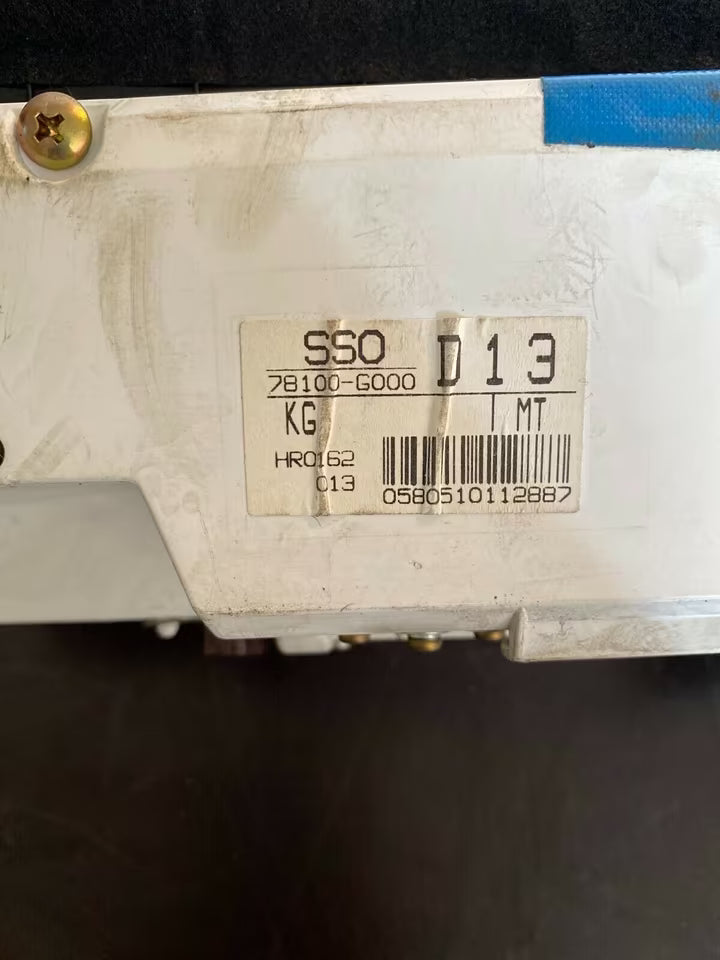 SSO D13
78100-G000
KG MT
HR0162
013
0580510112887